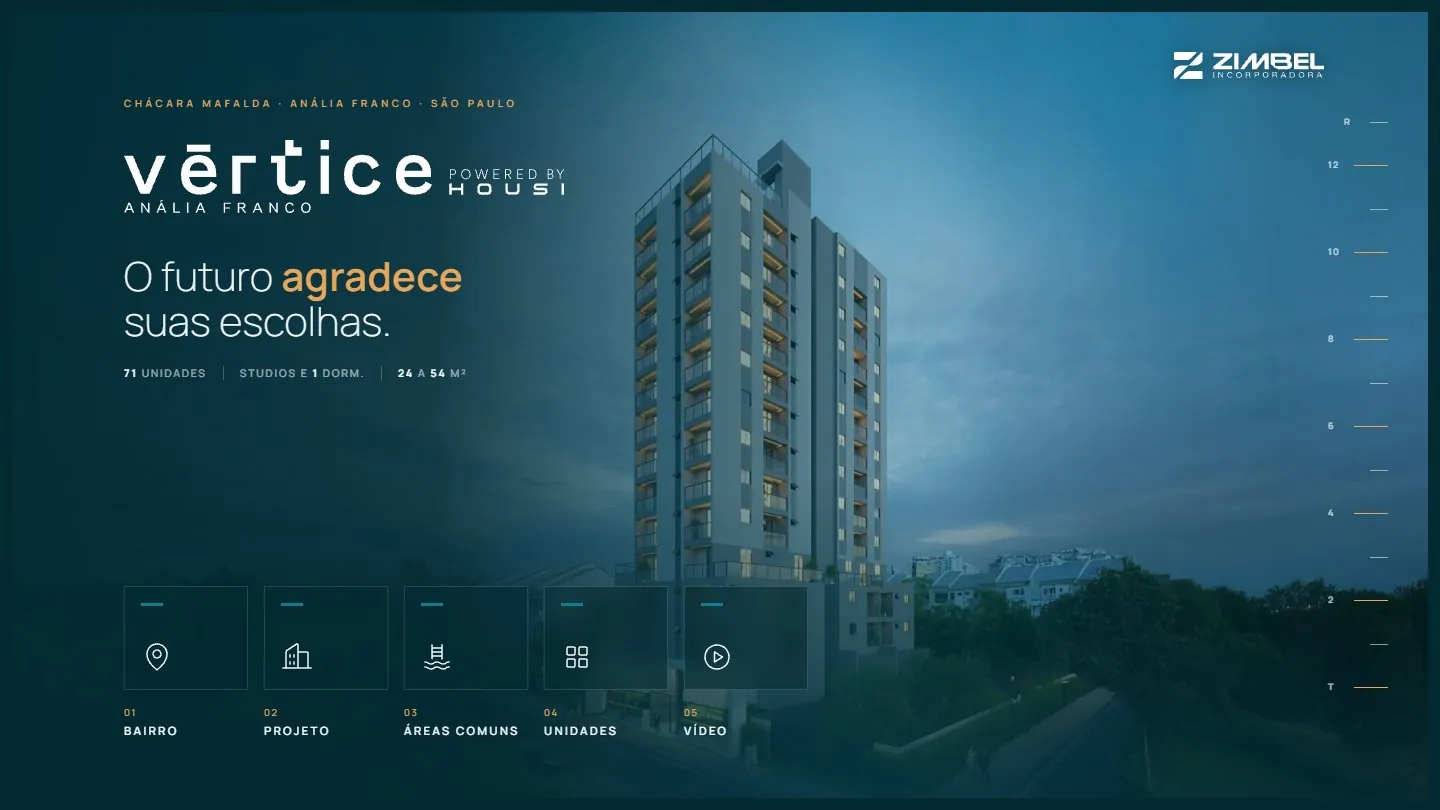 ZIMBEL
INCORPORADORA
CHÁCARA MAFALDA · ANÁLIA FRANCO · SÃO PAULO
vērtice
POWERED BY
HOUSI
ANÁLIA FRANCO
O futuro agradece
suas escolhas.
71 UNIDADES
STUDIOS E 1 DORM.
24 A 54 M²
R
12
10
8
6
4
2
T
01
BAIRRO
02
PROJETO
03
ÁREAS COMUNS
04
UNIDADES
05
VÍDEO